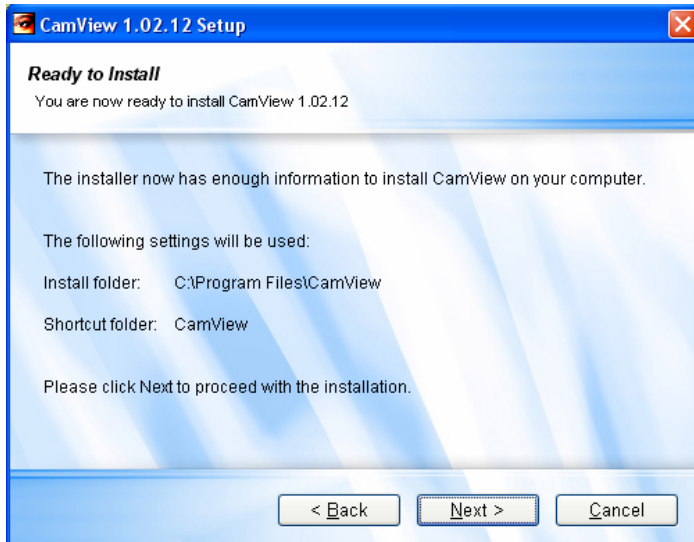 CamView 1.02.12 Setup
Ready to Install
You are now ready to install CamView 1.02.12
The installer now has enough information to install CamView on your computer.
The following settings will be used:
Install folder: C:\Program Files\CamView
Shortcut folder: CamView
Please click Next to proceed with the installation.
< Back Next > Cancel